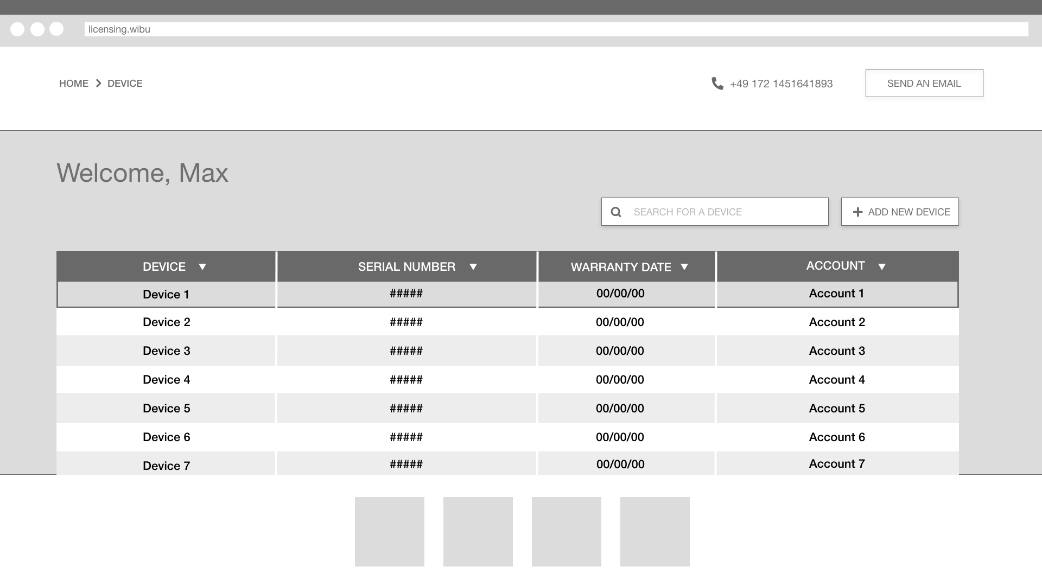 licensing.wibu
HOME > DEVICE
+49 172 1451641893
SEND AN EMAIL
Welcome, Max
SEARCH FOR A DEVICE
+ ADD NEW DEVICE
DEVICE ▼ SERIAL NUMBER ▼ WARRANTY DATE ▼ ACCOUNT ▼
Device 1 ##### 00/00/00 Account 1
Device 2 ##### 00/00/00 Account 2
Device 3 ##### 00/00/00 Account 3
Device 4 ##### 00/00/00 Account 4
Device 5 ##### 00/00/00 Account 5
Device 6 ##### 00/00/00 Account 6
Device 7 ##### 00/00/00 Account 7